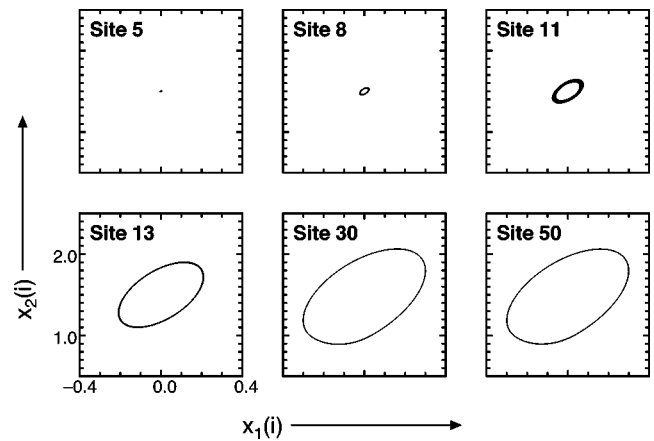 Site 5
Site 8
Site 11
Site 13
Site 30
Site 50
x₂(i)
2.0
1.0
−0.4
0.0
0.4
x₁(i)